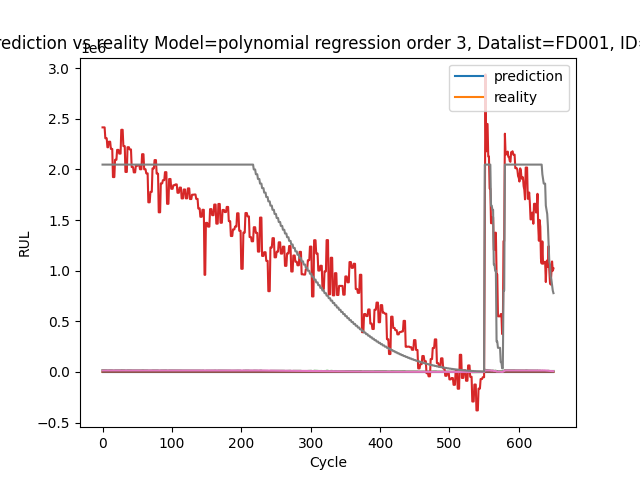 rediction vs reality Model=polynomial regression order 3, Datalist=FD001, ID=
1e6
3.0
2.5
2.0
1.5
1.0
0.5
0.0
−0.5
RUL
prediction
reality
0 100 200 300 400 500 600
Cycle